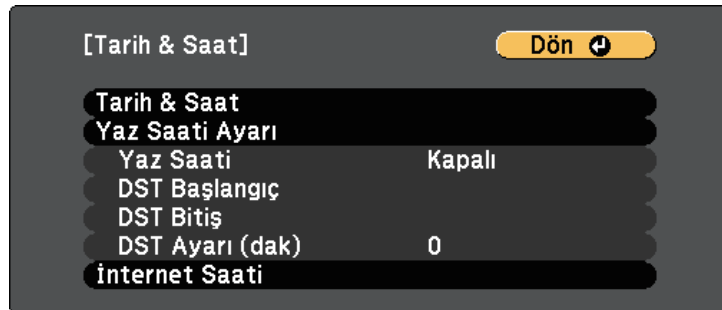 [Tarih & Saat]
Dön
Tarih & Saat
Yaz Saati Ayarı
Yaz Saati Kapalı
DST Başlangıç
DST Bitiş
DST Ayarı (dak) 0
İnternet Saati